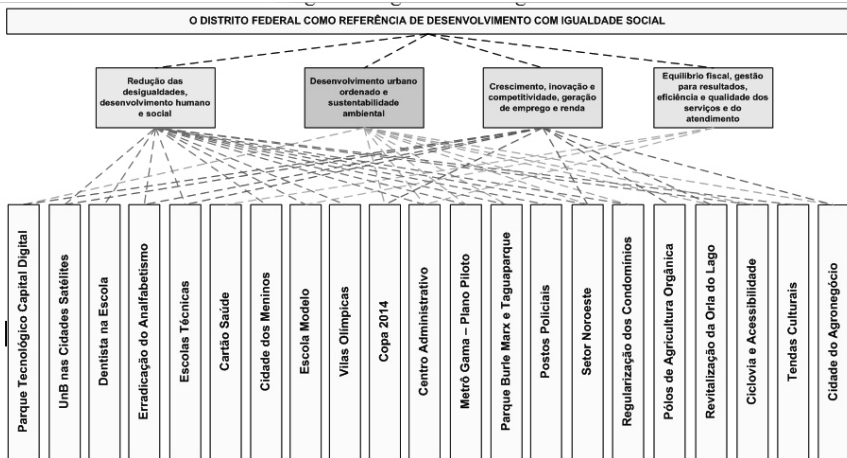 O DISTRITO FEDERAL COMO REFERÊNCIA DE DESENVOLVIMENTO COM IGUALDADE SOCIAL
Redução das
desigualdades,
desenvolvimento humano
e social
Desenvolvimento urbano
ordenado e
sustentabilidade
ambiental
Crescimento, inovação e
competitividade, geração
de emprego e renda
Equilíbrio fiscal, gestão
para resultados,
eficiência e qualidade dos
serviços e do
atendimento
Parque Tecnológico Capital Digital
UnB nas Cidades Satélites
Dentista na Escola
Erradicação do Analfabetismo
Escolas Técnicas
Cartão Saúde
Cidade dos Meninos
Escola Modelo
Vilas Olímpicas
Copa 2014
Centro Administrativo
Metrô Gama – Plano Piloto
Parque Burle Marx e Taguaparque
Postos Policiais
Setor Noroeste
Regularização dos Condomínios
Pólos de Agricultura Orgânica
Revitalização da Orla do Lago
Ciclovia e Acessibilidade
Tendas Culturais
Cidade do Agronegócio